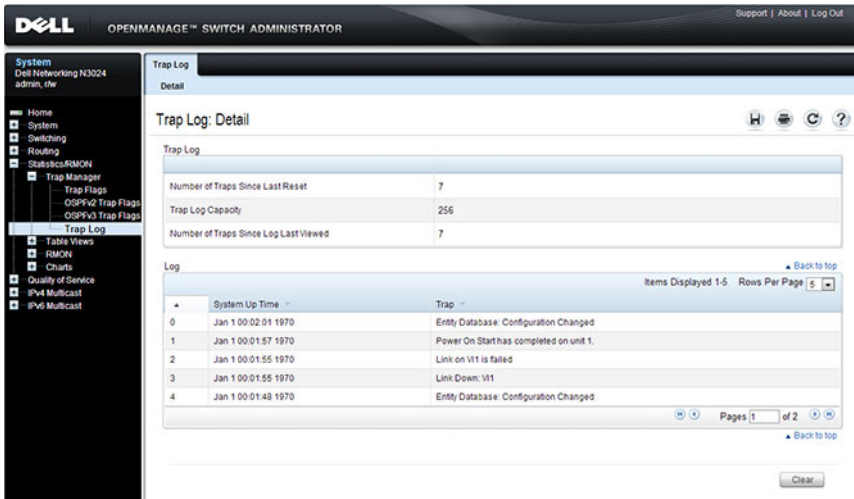 Support | About | Log Out
DELL OPENMANAGE™ SWITCH ADMINISTRATOR
System
Dell Networking N3024
admin, r/w
Home
System
Switching
Routing
Statistics/RMON
Trap Manager
Trap Flags
OSPFv2 Trap Flags
OSPFv3 Trap Flags
Trap Log
Table Views
RMON
Charts
Quality of Service
IPv4 Multicast
IPv6 Multicast
Trap Log
Detail
Trap Log: Detail
Trap Log
Number of Traps Since Last Reset 7
Trap Log Capacity 256
Number of Traps Since Log Last Viewed 7
Back to top
Log
Items Displayed 1-5 Rows Per Page 5
System Up Time Trap
0 Jan 1 00:02:01 1970 Entity Database: Configuration Changed
1 Jan 1 00:01:57 1970 Power On Start has completed on unit 1.
2 Jan 1 00:01:55 1970 Link on Vl1 is failed
3 Jan 1 00:01:55 1970 Link Down: Vl1
4 Jan 1 00:01:48 1970 Entity Database: Configuration Changed
Pages 1 of 2
Back to top
Clear